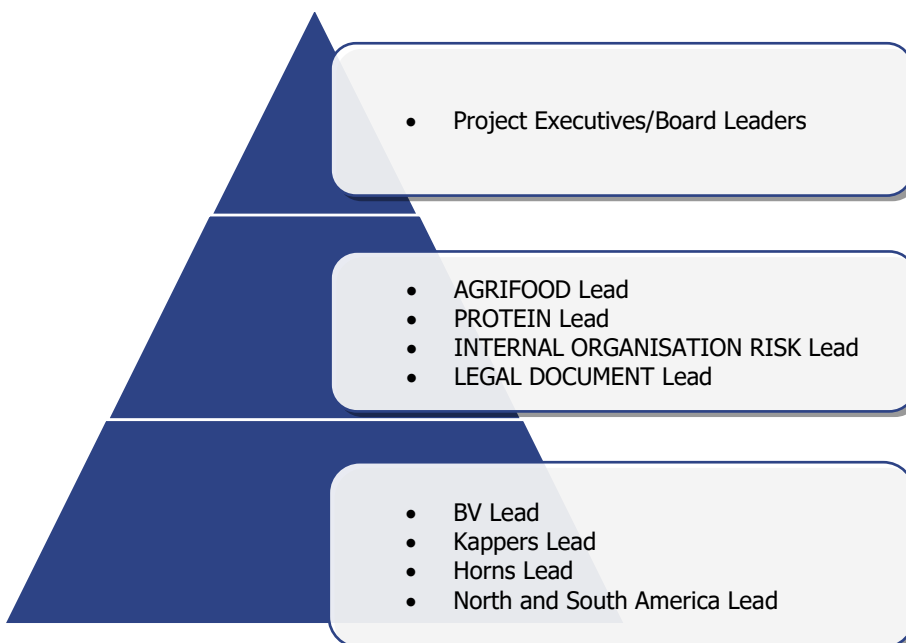 • Project Executives/Board Leaders
• AGRIFOOD Lead
• PROTEIN Lead
• INTERNAL ORGANISATION RISK Lead
• LEGAL DOCUMENT Lead
• BV Lead
• Kappers Lead
• Horns Lead
• North and South America Lead